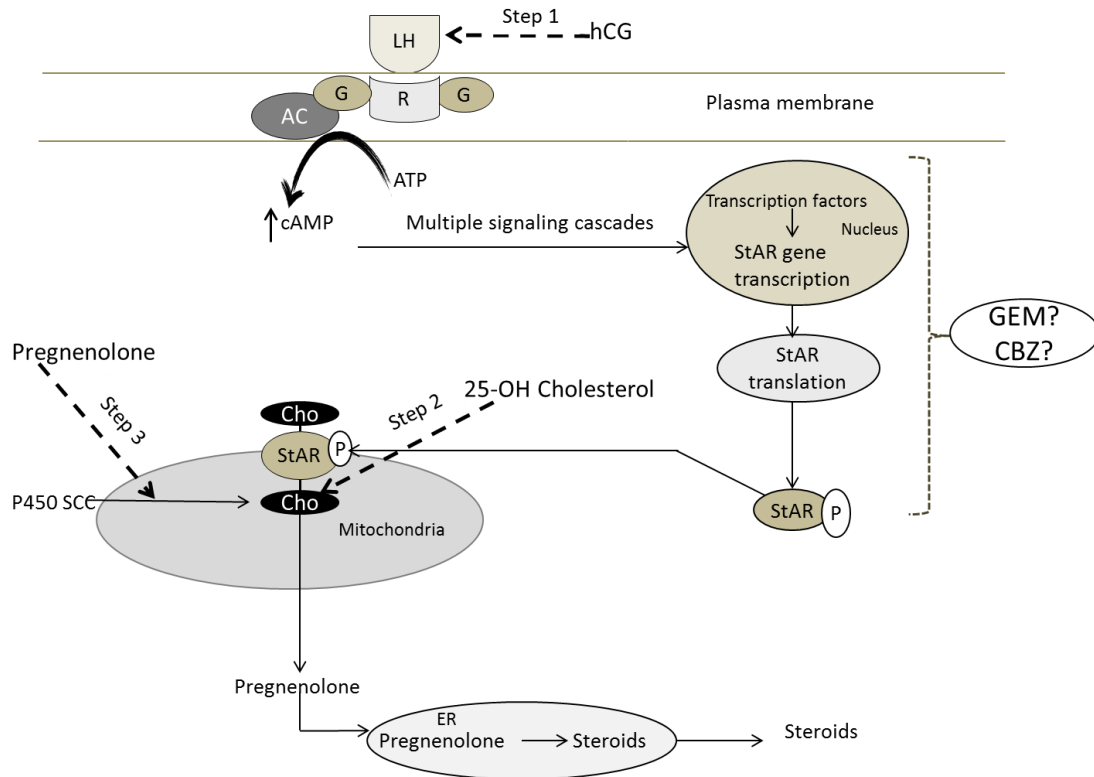 Step 1
hCG
LH
G
R
G
AC
Plasma membrane
ATP
cAMP
Multiple signaling cascades
Transcription factors
Nucleus
StAR gene
transcription
GEM?
CBZ?
StAR
translation
Pregnenolone
25-OH Cholesterol
Step 2
Step 3
Cho
StAR
P
P450 SCC
Cho
Mitochondria
StAR
P
Pregnenolone
ER
Pregnenolone
Steroids
Steroids